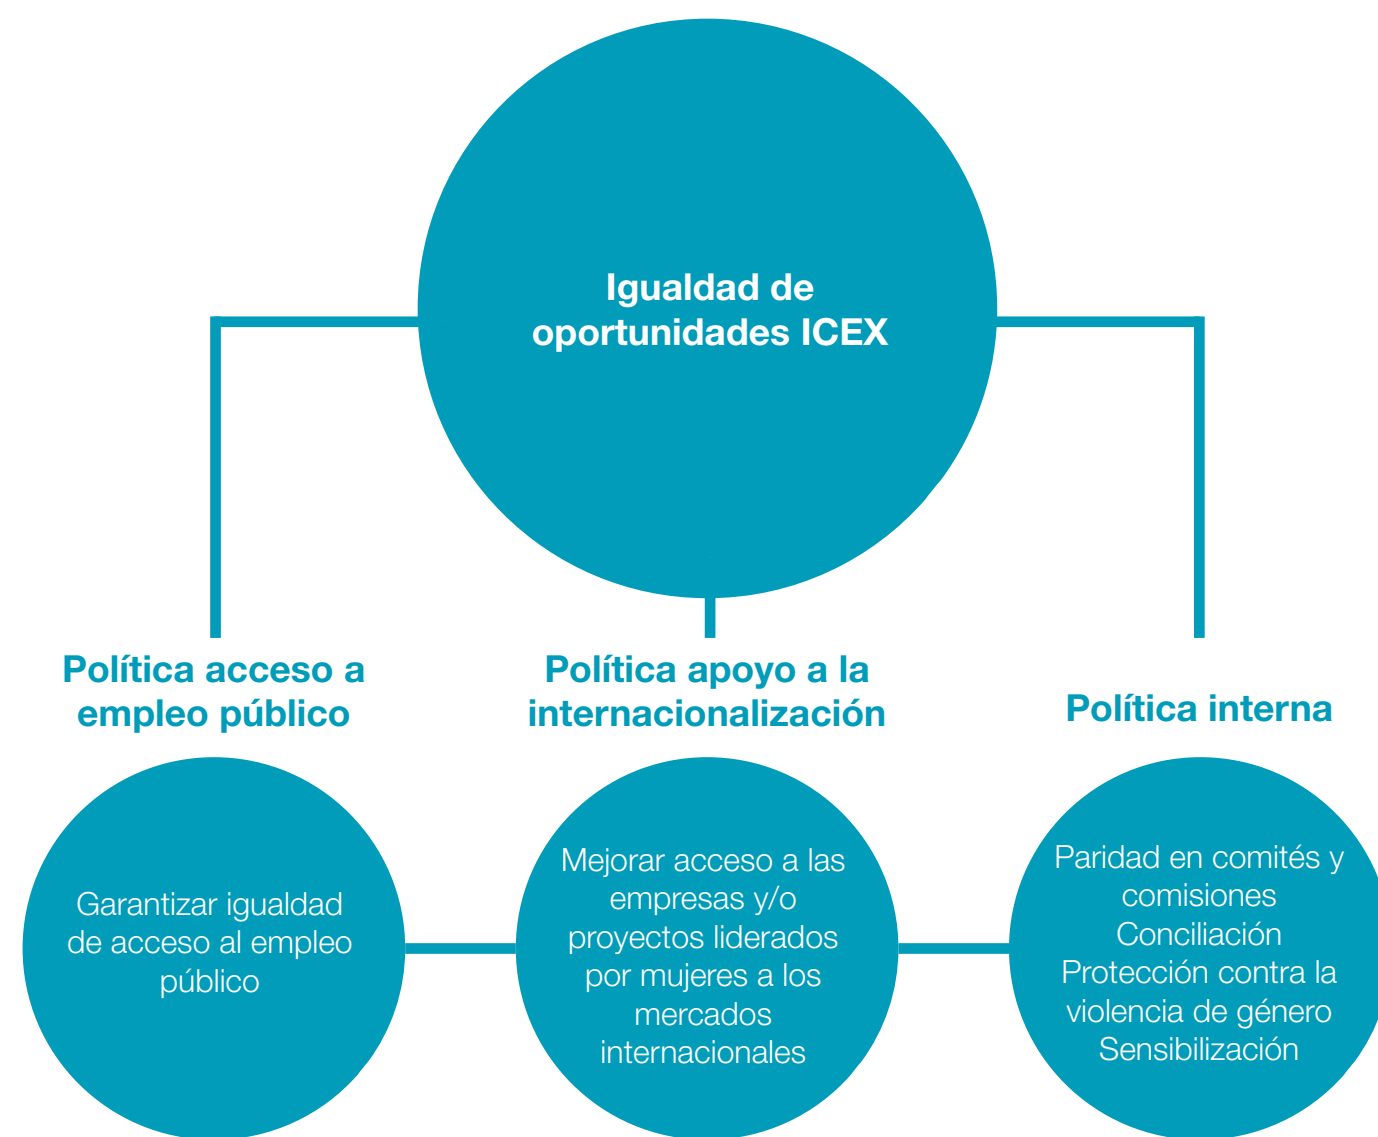 Igualdad de
oportunidades ICEX
Política acceso a
empleo público
Garantizar igualdad
de acceso al empleo
público
Política apoyo a la
internacionalización
Mejorar acceso a las
empresas y/o
proyectos liderados
por mujeres a los
mercados
internacionales
Política interna
Paridad en comités y
comisiones
Conciliación
Protección contra la
violencia de género
Sensibilización